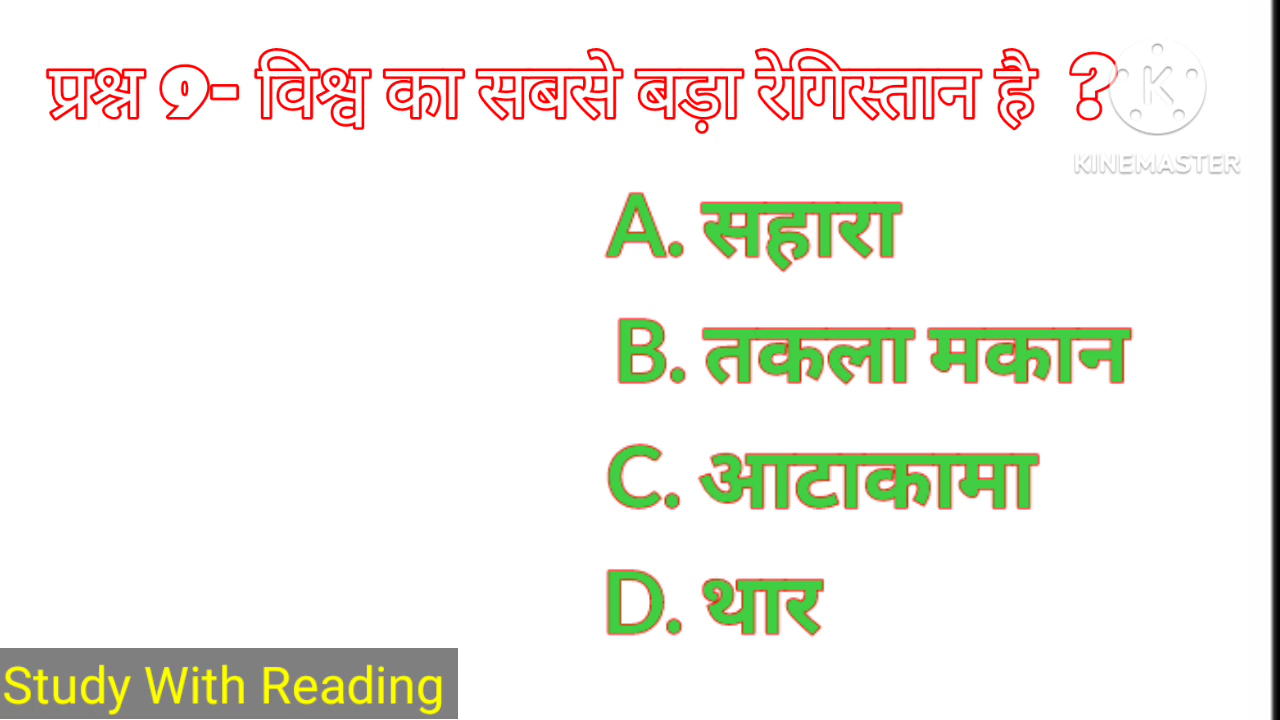 प्रश्न 9- विश्व का सबसे बड़ा रेगिस्तान है ?
KINEMASTER
A. सहारा
B. तकला मकान
C. आटाकामा
D. थार
Study With Reading